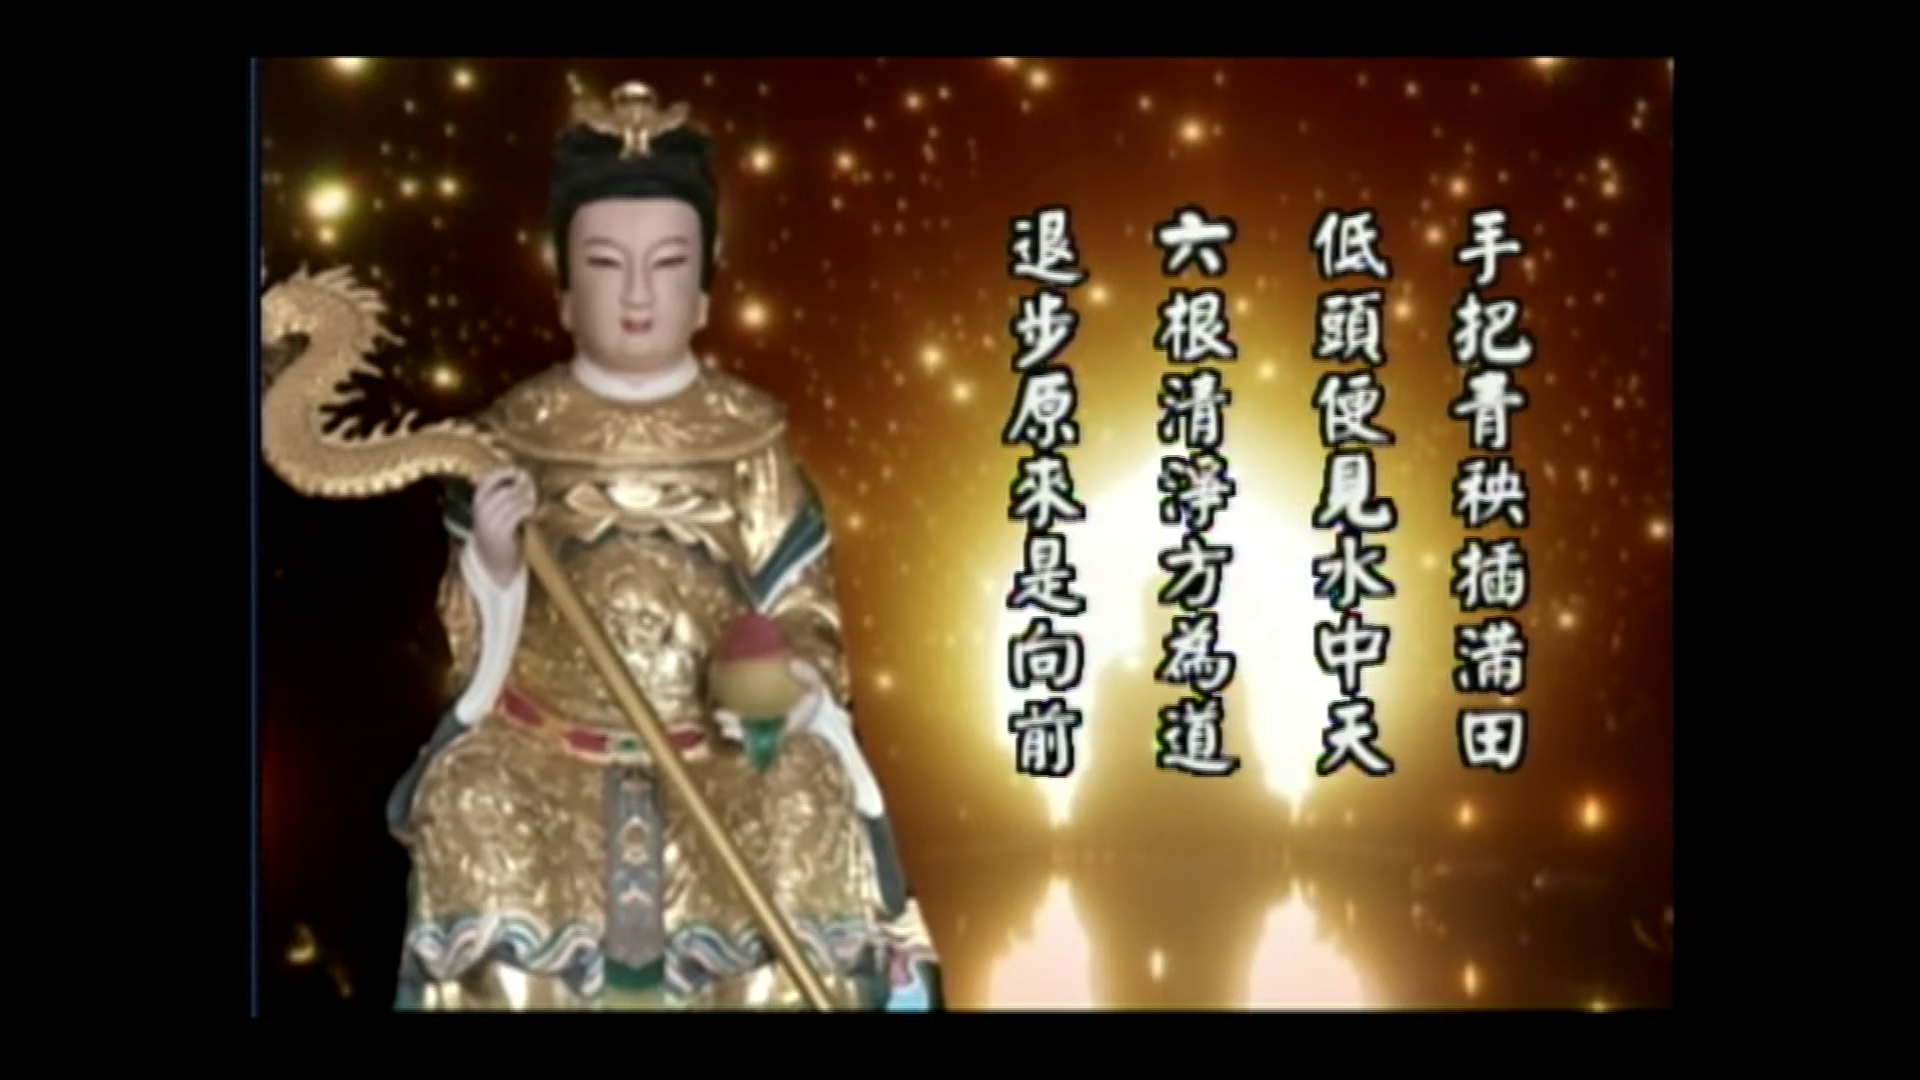 手把青秧插滿田
低頭便見水中天
六根清淨方為道
退步原來是向前